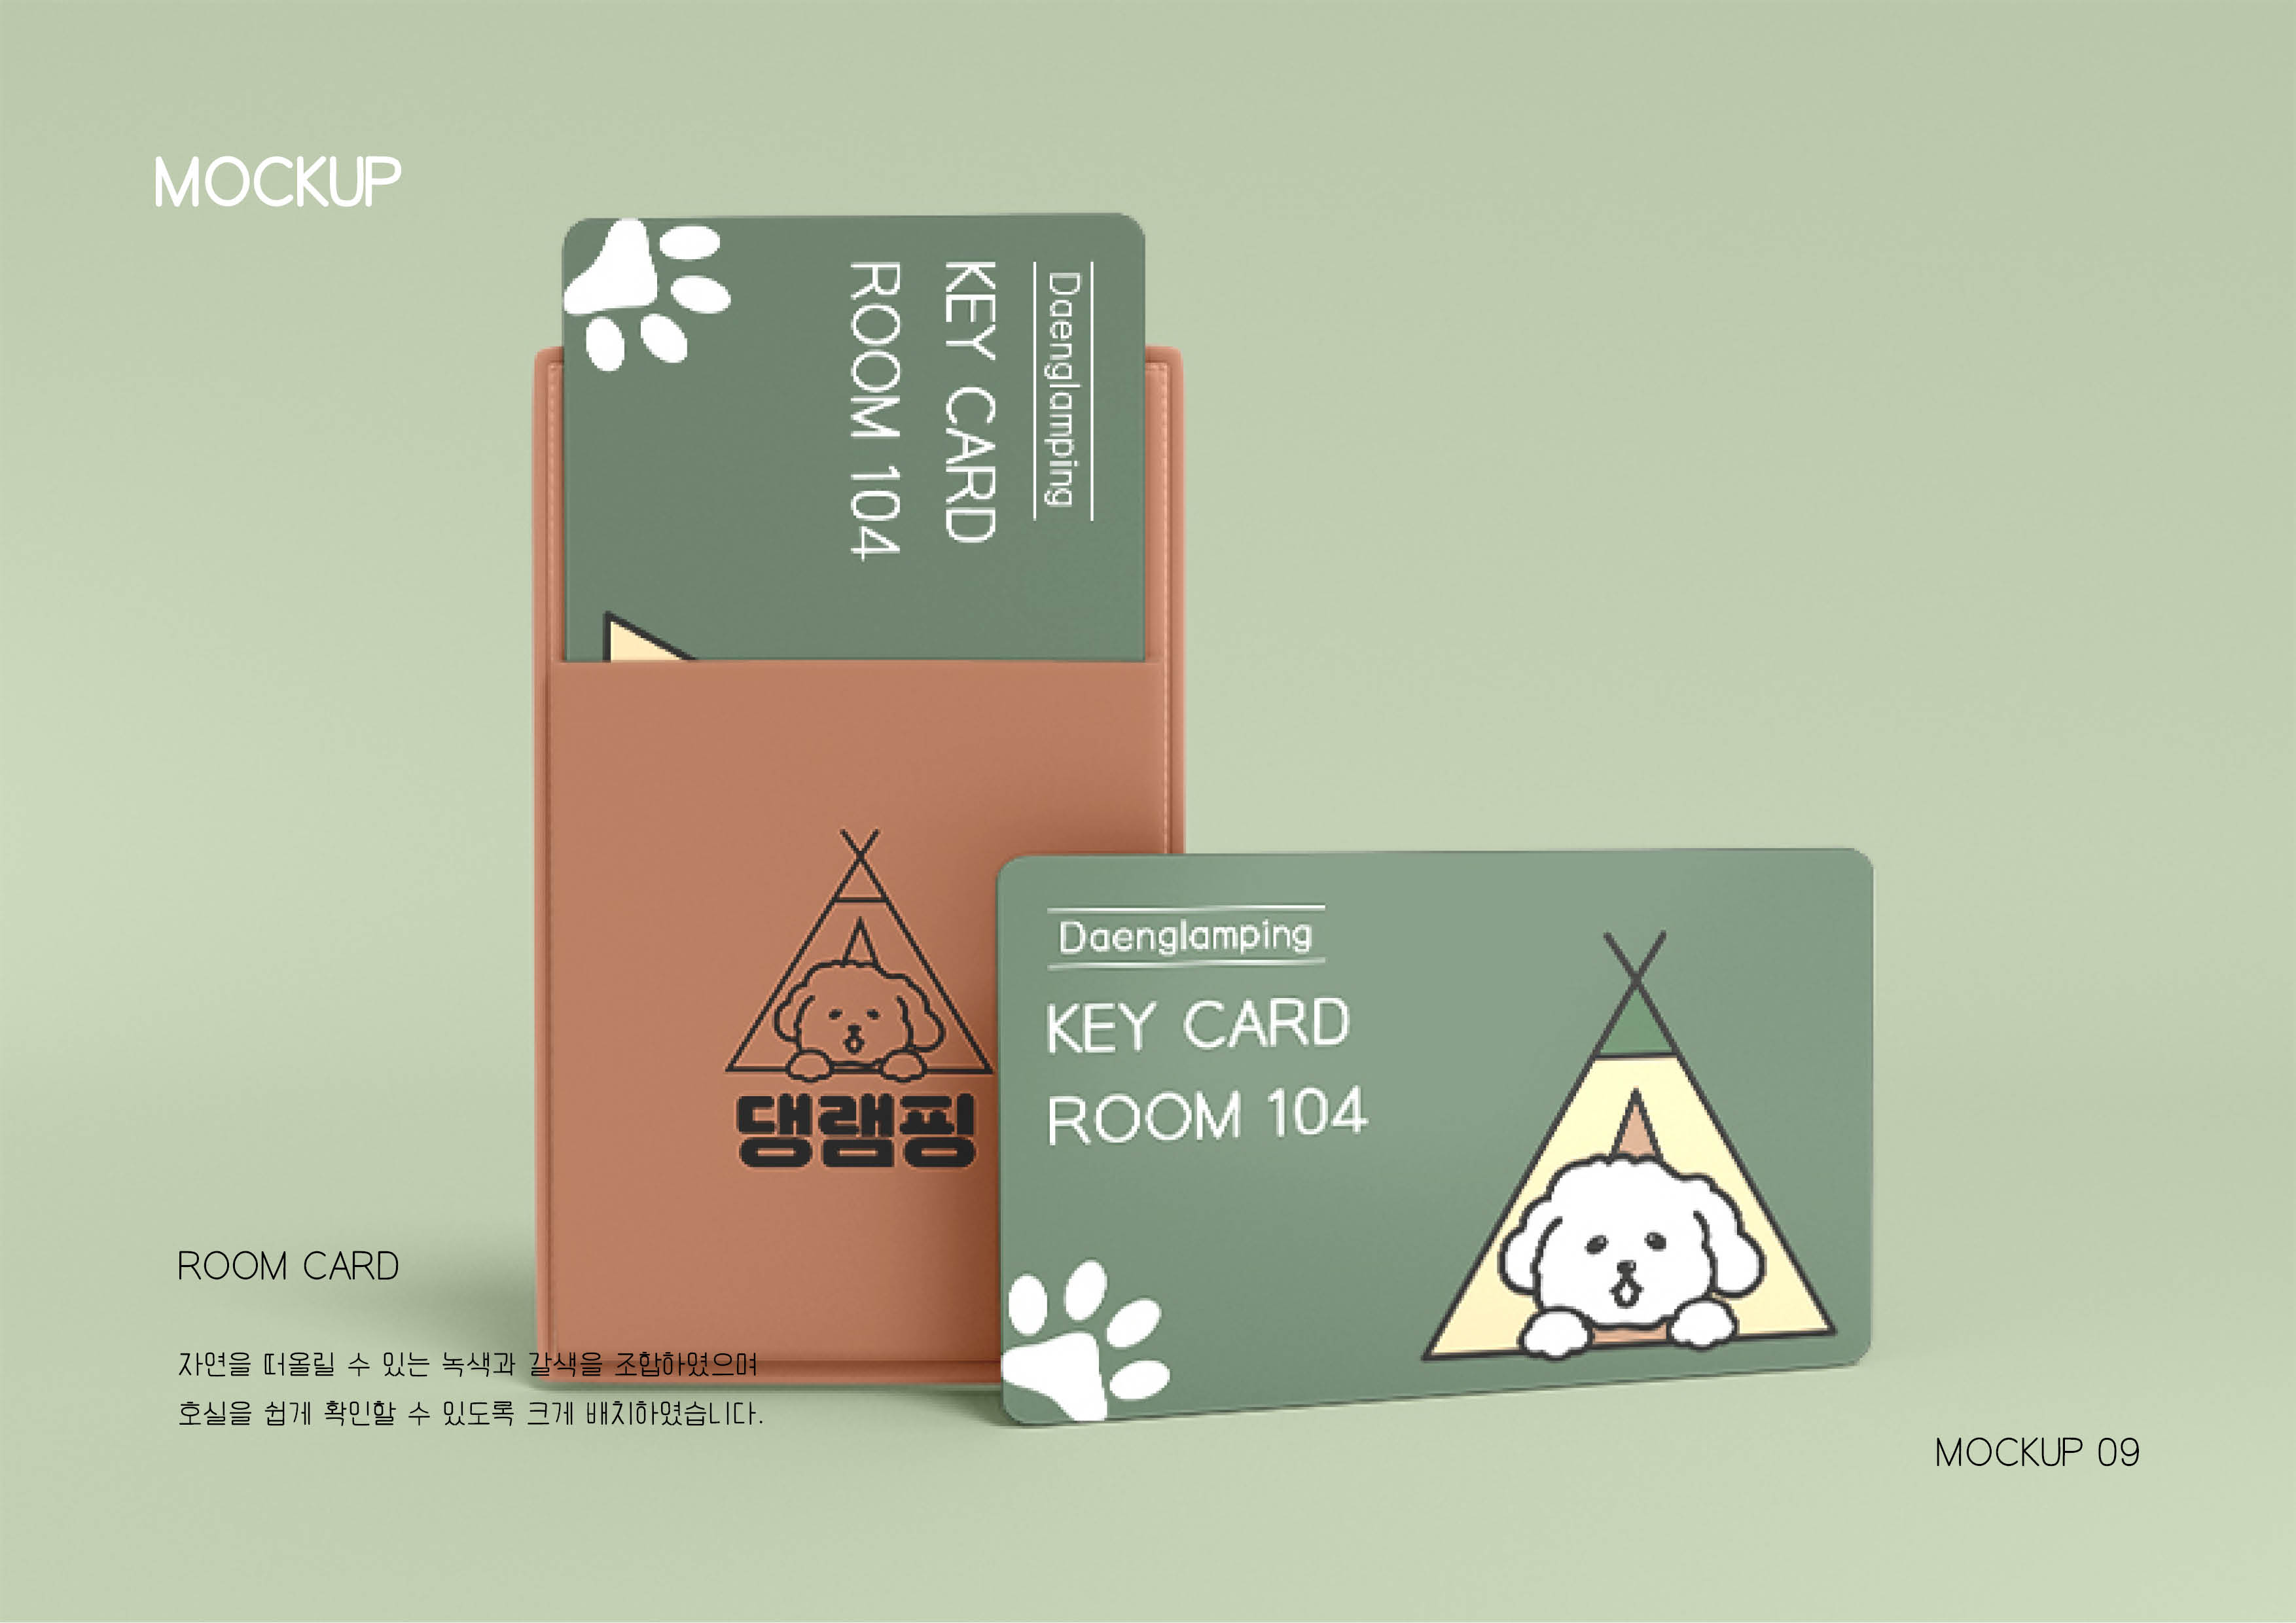 MOCKUP
Daenglamping
KEY CARD
ROOM 104
댕램핑
Daenglamping
KEY CARD
ROOM 104
ROOM CARD
자연을 떠올릴 수 있는 녹색과 갈색을 조합하였으며
호실을 쉽게 확인할 수 있도록 크게 배치하였습니다.
MOCKUP 09